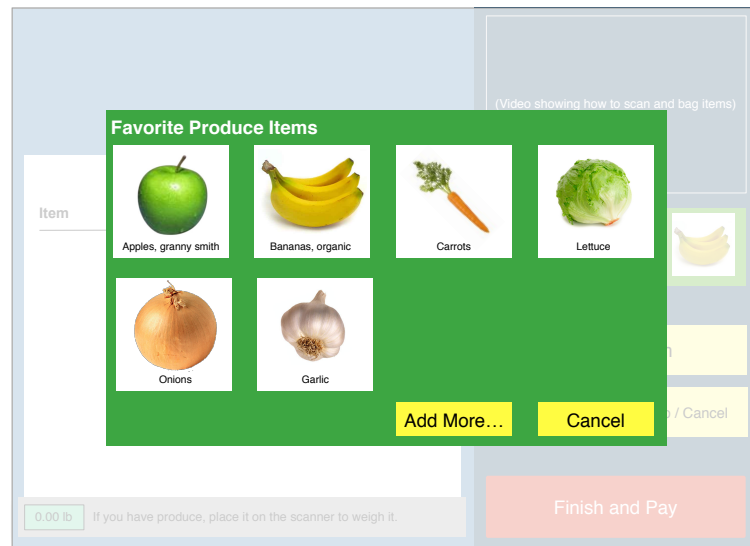 (Video showing how to scan and bag items)
Favorite Produce Items
Item
Apples, granny smith
Bananas, organic
Carrots
Lettuce
Onions
Garlic
/ Cancel
Add More…
Cancel
0.00 lb
If you have produce, place it on the scanner to weigh it.
Finish and Pay